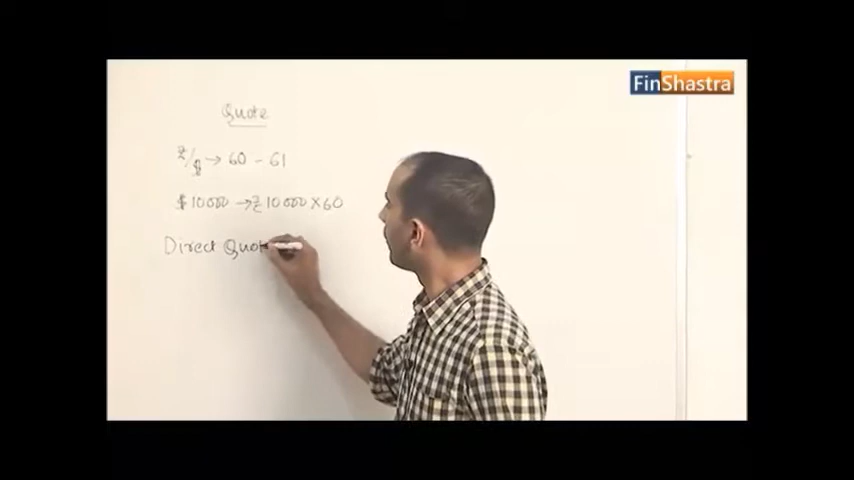 FinShastra
Quote
₹/$ → 60 - 61
$10000 → ₹ 10000 x 60
Direct Quot